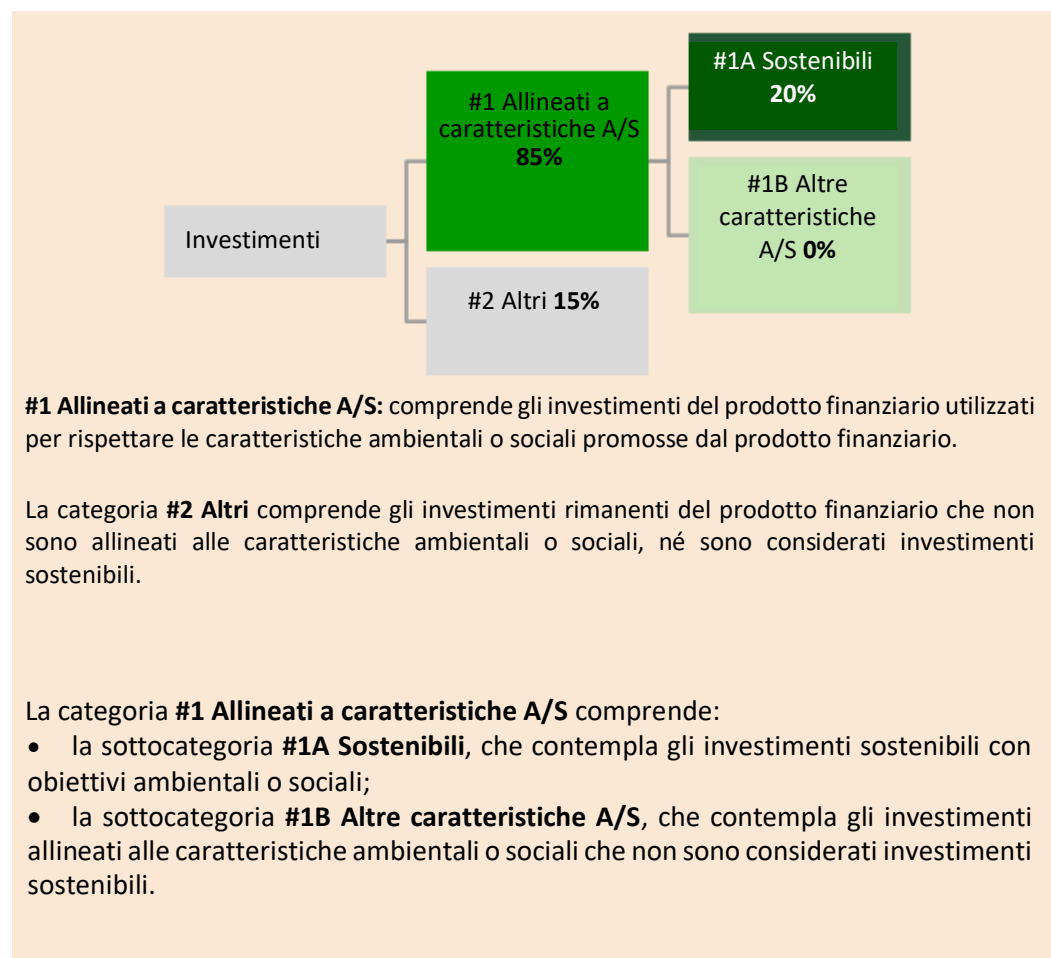 #1A Sostenibili
20%
#1 Allineati a
caratteristiche A/S
85%
#1B Altre
caratteristiche
A/S 0%
Investimenti
#2 Altri 15%
#1 Allineati a caratteristiche A/S: comprende gli investimenti del prodotto finanziario utilizzati
per rispettare le caratteristiche ambientali o sociali promosse dal prodotto finanziario.
La categoria #2 Altri comprende gli investimenti rimanenti del prodotto finanziario che non
sono allineati alle caratteristiche ambientali o sociali, né sono considerati investimenti
sostenibili.
La categoria #1 Allineati a caratteristiche A/S comprende:
• la sottocategoria #1A Sostenibili, che contempla gli investimenti sostenibili con
obiettivi ambientali o sociali;
• la sottocategoria #1B Altre caratteristiche A/S, che contempla gli investimenti
allineati alle caratteristiche ambientali o sociali che non sono considerati investimenti
sostenibili.